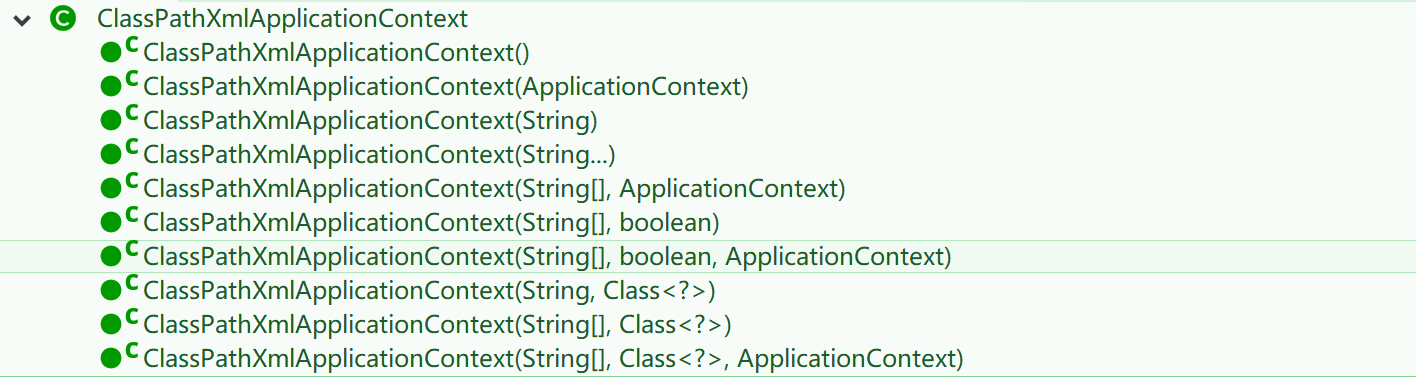 ClassPathXmlApplicationContext
ClassPathXmlApplicationContext()
ClassPathXmlApplicationContext(ApplicationContext)
ClassPathXmlApplicationContext(String)
ClassPathXmlApplicationContext(String...)
ClassPathXmlApplicationContext(String[], ApplicationContext)
ClassPathXmlApplicationContext(String[], boolean)
ClassPathXmlApplicationContext(String[], boolean, ApplicationContext)
ClassPathXmlApplicationContext(String, Class<?>)
ClassPathXmlApplicationContext(String[], Class<?>)
ClassPathXmlApplicationContext(String[], Class<?>, ApplicationContext)